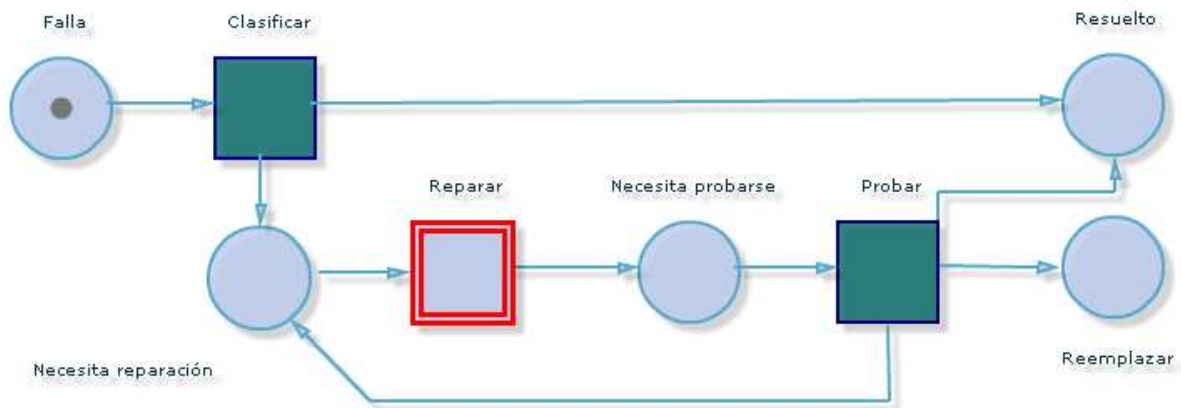 Falla
Clasificar
Resuelto
Reparar
Necesita probarse
Probar
Necesita reparación
Reemplazar